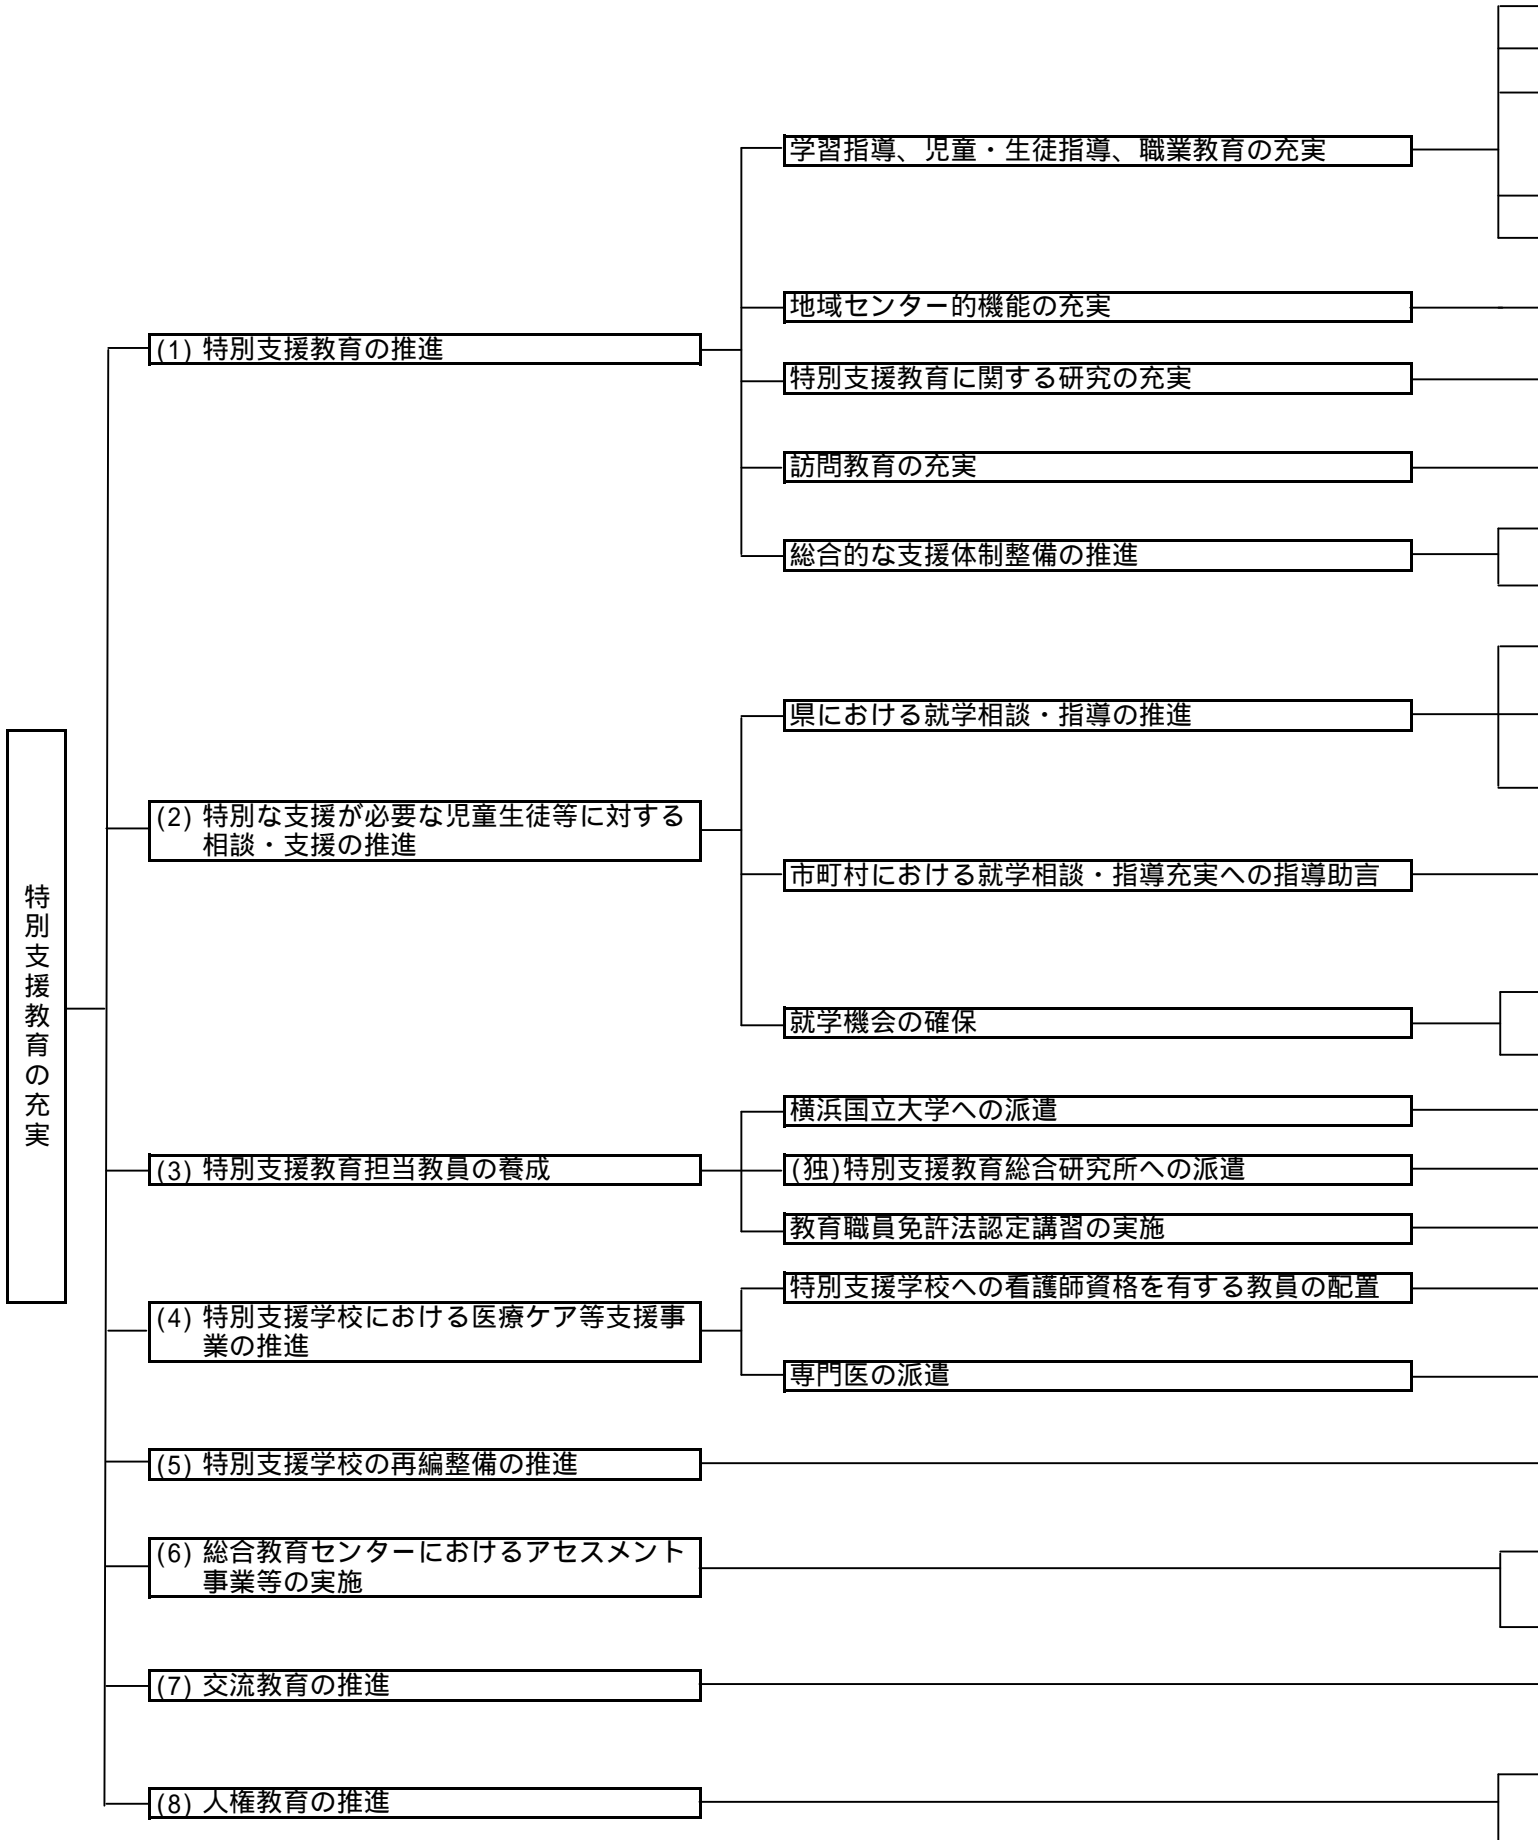 特別支援教育の充実
(1) 特別支援教育の推進
学習指導、児童・生徒指導、職業教育の充実
地域センター的機能の充実
特別支援教育に関する研究の充実
訪問教育の充実
総合的な支援体制整備の推進
(2) 特別な支援が必要な児童生徒等に対する
相談・支援の推進
県における就学相談・指導の推進
市町村における就学相談・指導充実への指導助言
就学機会の確保
(3) 特別支援教育担当教員の養成
横浜国立大学への派遣
(独)特別支援教育総合研究所への派遣
教育職員免許法認定講習の実施
(4) 特別支援学校における医療ケア等支援事
業の推進
特別支援学校への看護師資格を有する教員の配置
専門医の派遣
(5) 特別支援学校の再編整備の推進
(6) 総合教育センターにおけるアセスメント
事業等の実施
(7) 交流教育の推進
(8) 人権教育の推進